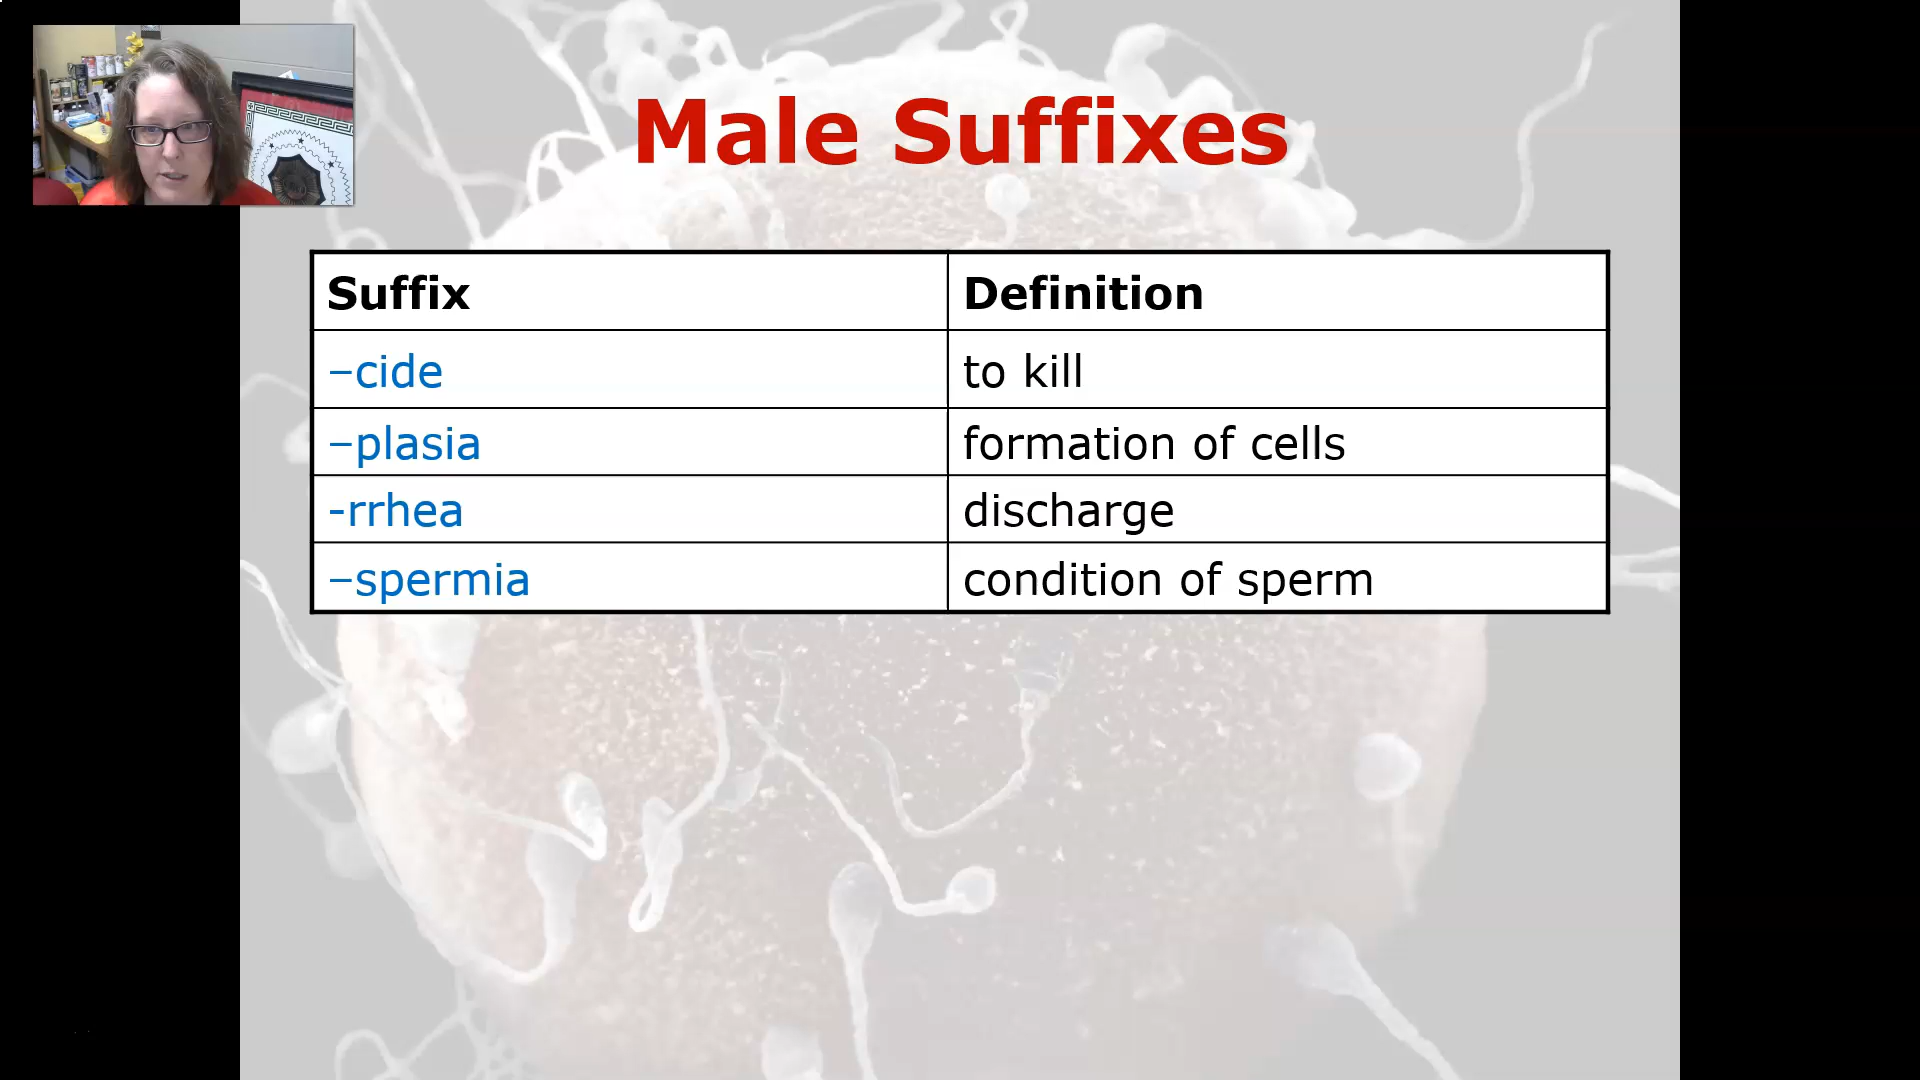 Male Suffixes
Suffix Definition
–cide to kill
–plasia formation of cells
-rrhea discharge
–spermia condition of sperm